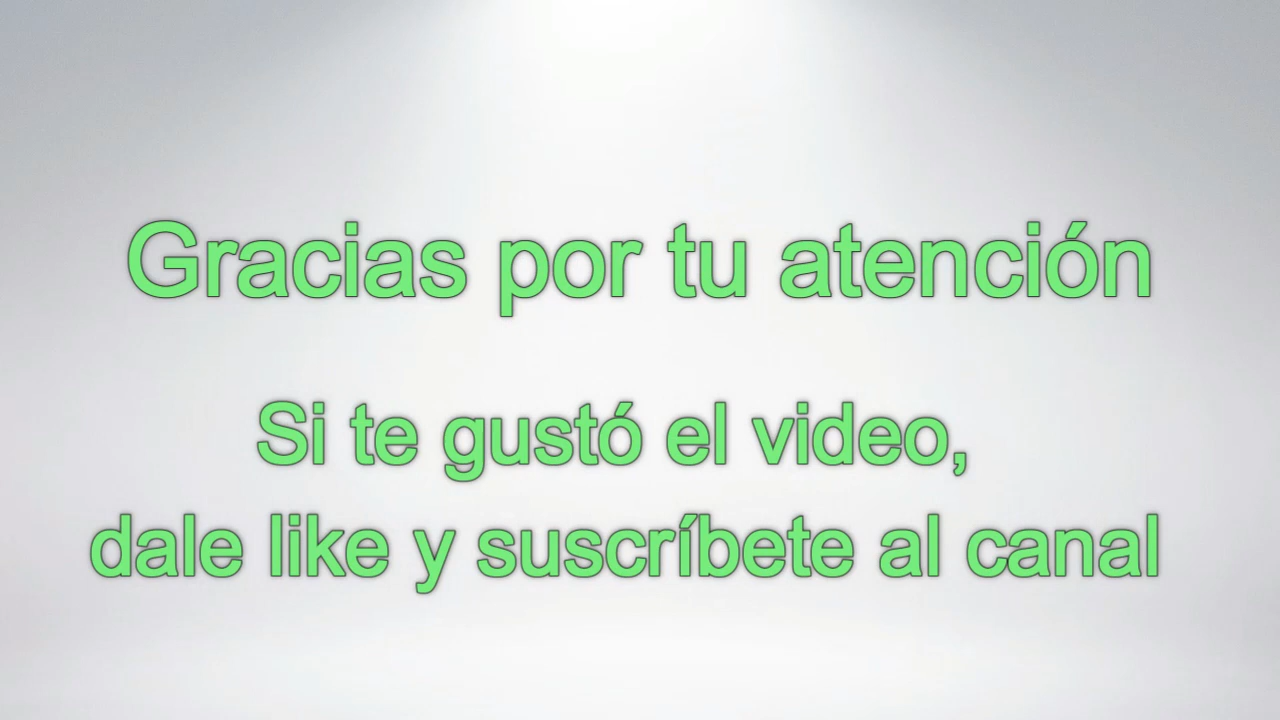 Gracias por tu atención
Si te gustó el video,
dale like y suscríbete al canal